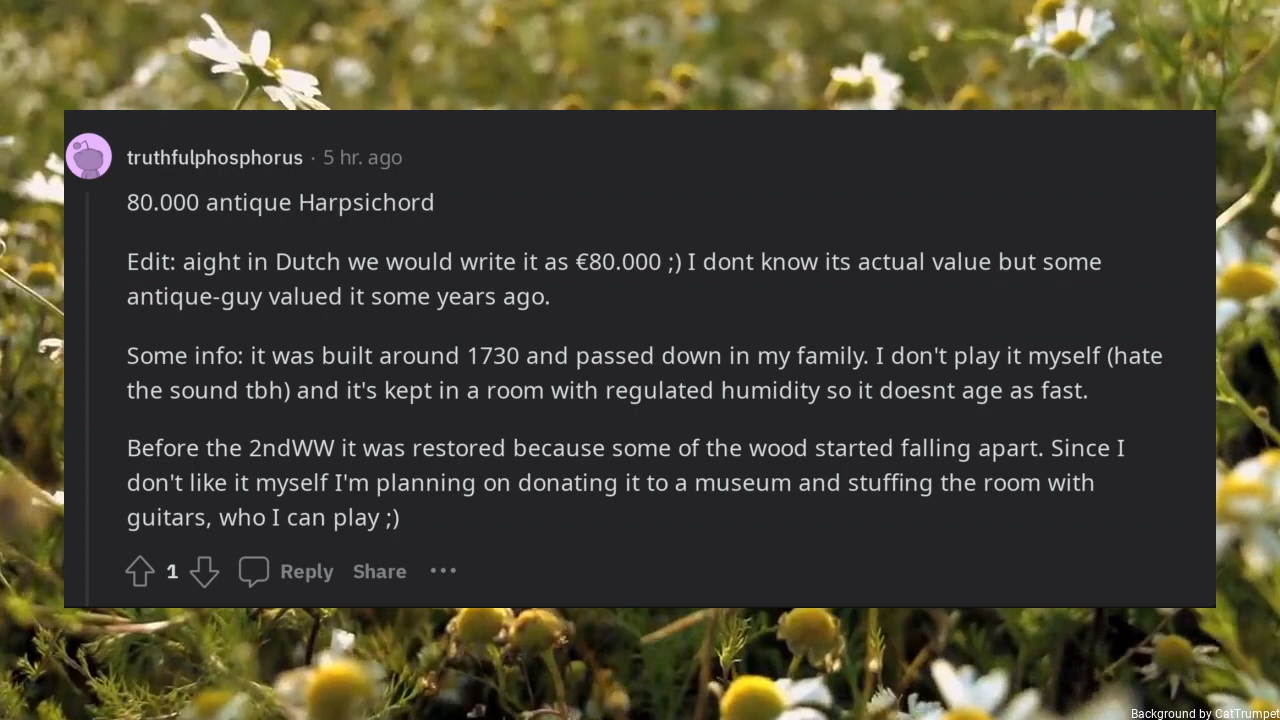 truthfulphosphorus · 5 hr. ago
80.000 antique Harpsichord
Edit: aight in Dutch we would write it as €80.000 ;) I dont know its actual value but some
antique-guy valued it some years ago.
Some info: it was built around 1730 and passed down in my family. I don't play it myself (hate
the sound tbh) and it's kept in a room with regulated humidity so it doesnt age as fast.
Before the 2ndWW it was restored because some of the wood started falling apart. Since I
don't like it myself I'm planning on donating it to a museum and stuffing the room with
guitars, who I can play ;)
1 Reply Share ···
Background by CatTrumpet